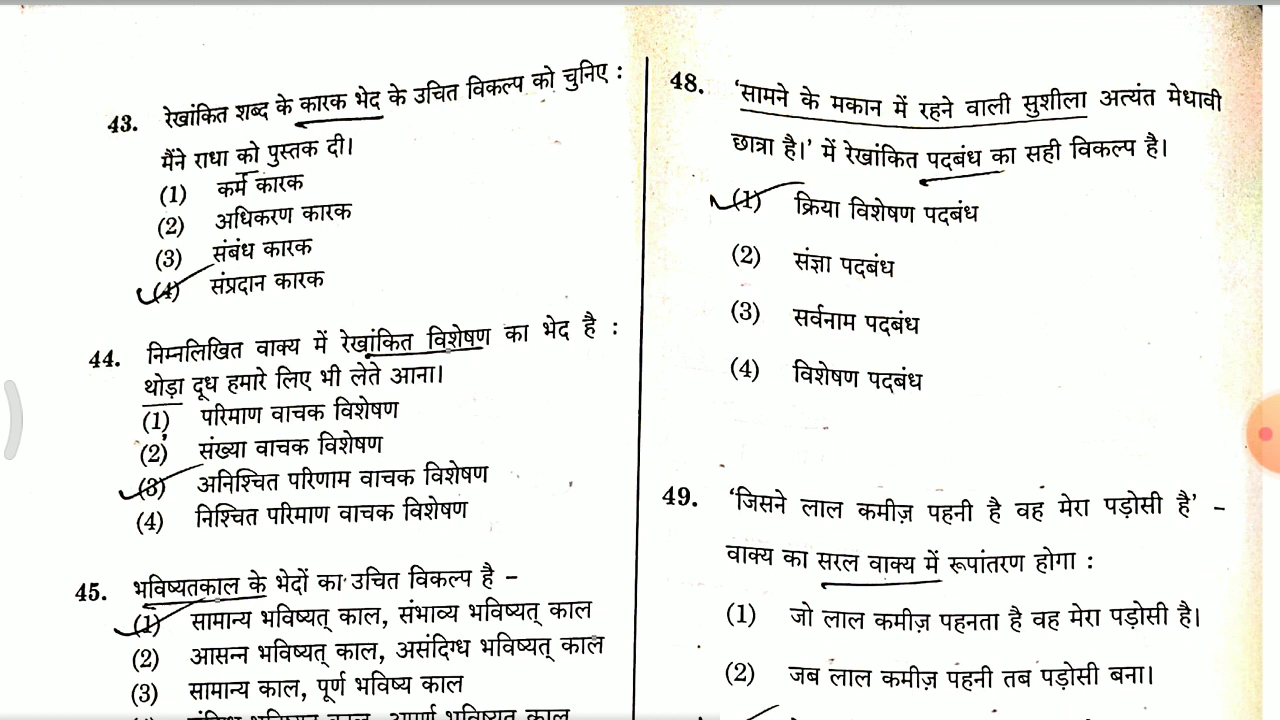 43. रेखांकित शब्द के कारक भेद के उचित विकल्प को चुनिए :
मैंने राधा को पुस्तक दी।
(1) कर्म कारक
(2) अधिकरण कारक
(3) संबंध कारक
(4) संप्रदान कारक
44. निम्नलिखित वाक्य में रेखांकित विशेषण का भेद है :
थोड़ा दूध हमारे लिए भी लेते आना।
(1) परिमाण वाचक विशेषण
(2) संख्या वाचक विशेषण
(3) अनिश्चित परिणाम वाचक विशेषण
(4) निश्चित परिमाण वाचक विशेषण
45. भविष्यतकाल के भेदों का उचित विकल्प है –
(1) सामान्य भविष्यत् काल, संभाव्य भविष्यत् काल
(2) आसन्न भविष्यत् काल, असंदिग्ध भविष्यत् काल
(3) सामान्य काल, पूर्ण भविष्य काल
48. ‘सामने के मकान में रहने वाली सुशीला अत्यंत मेधावी
छात्रा है।’ में रेखांकित पदबंध का सही विकल्प है।
(1) क्रिया विशेषण पदबंध
(2) संज्ञा पदबंध
(3) सर्वनाम पदबंध
(4) विशेषण पदबंध
49. ‘जिसने लाल कमीज़ पहनी है वह मेरा पड़ोसी है’ –
वाक्य का सरल वाक्य में रूपांतरण होगा :
(1) जो लाल कमीज़ पहनता है वह मेरा पड़ोसी है।
(2) जब लाल कमीज़ पहनी तब पड़ोसी बना।